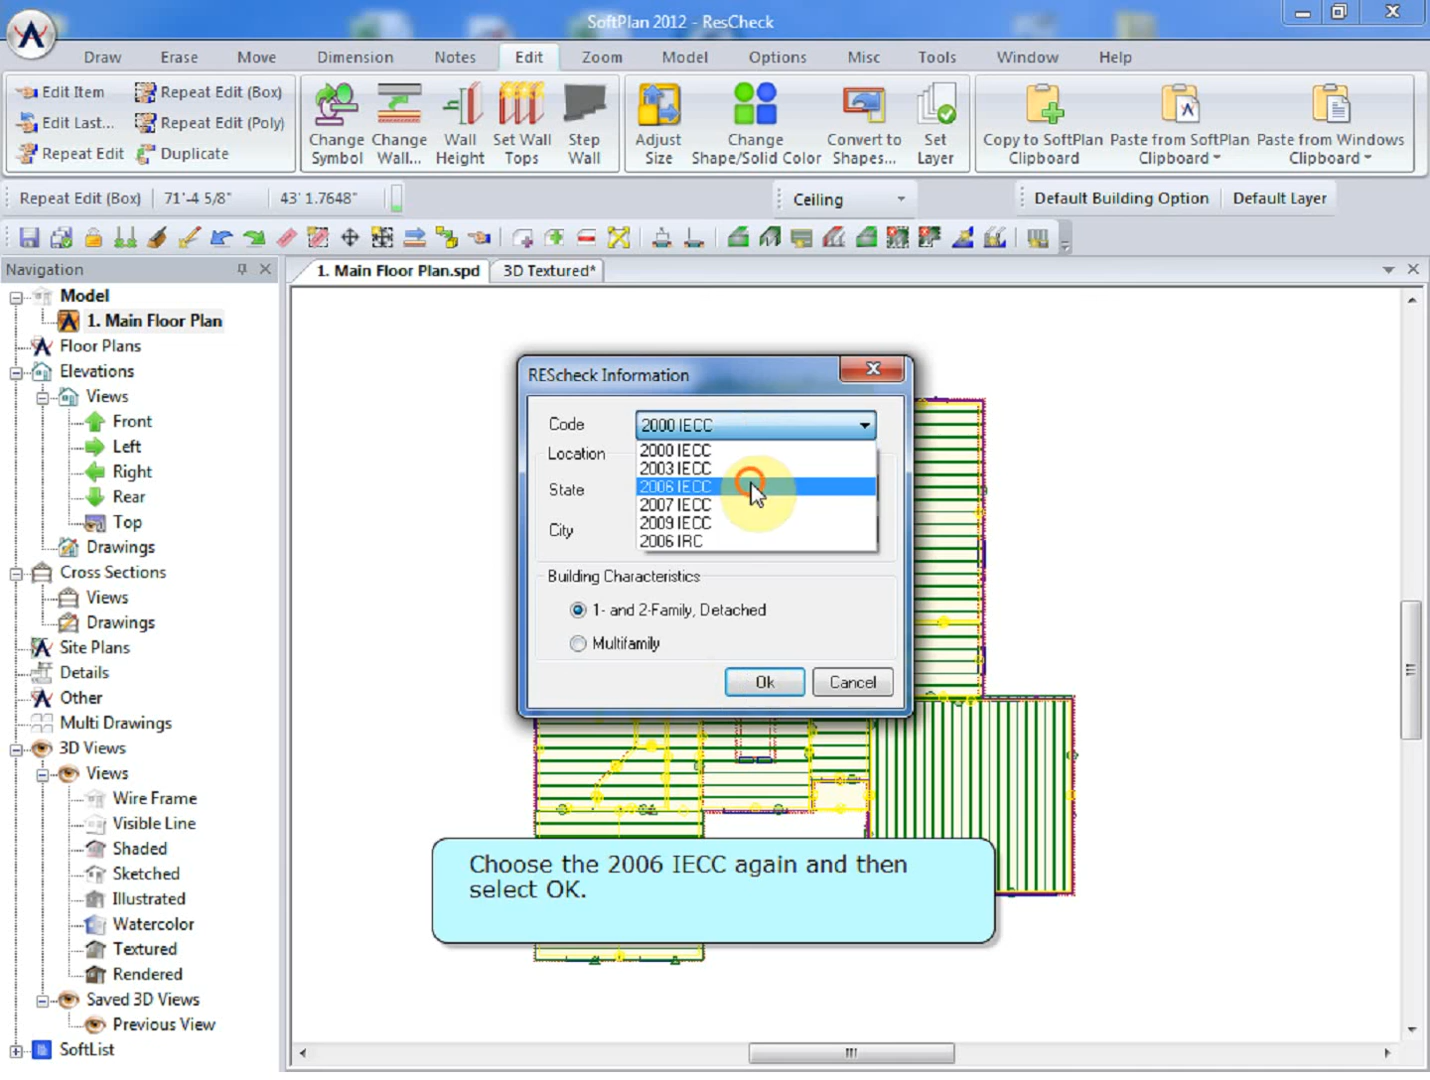 SoftPlan 2012 - ResCheck
Draw Erase Move Dimension Notes Edit Zoom Model Options Misc Tools Window Help
Edit Item Repeat Edit (Box)
Edit Last... Repeat Edit (Poly)
Repeat Edit Duplicate
Change Symbol
Change Wall...
Wall Height
Set Wall Tops
Step Wall
Adjust Size
Change Shape/Solid Color
Convert to Shapes...
Set Layer
Copy to SoftPlan Clipboard
Paste from SoftPlan Clipboard
Paste from Windows Clipboard
Repeat Edit (Box) 71'-4 5/8" 43' 1.7648" Ceiling Default Building Option Default Layer
Navigation
1. Main Floor Plan.spd 3D Textured*
Model
1. Main Floor Plan
Floor Plans
Elevations
Views
Front
Left
Right
Rear
Top
Drawings
Cross Sections
Views
Drawings
Site Plans
Details
Other
Multi Drawings
3D Views
Views
Wire Frame
Visible Line
Shaded
Sketched
Illustrated
Watercolor
Textured
Rendered
Saved 3D Views
Previous View
SoftList
REScheck Information
Code 2000 IECC
2000 IECC
2003 IECC
2006 IECC
2007 IECC
2009 IECC
2006 IRC
Location
State
City
Building Characteristics
1- and 2-Family, Detached
Multifamily
Ok Cancel
Choose the 2006 IECC again and then
select OK.